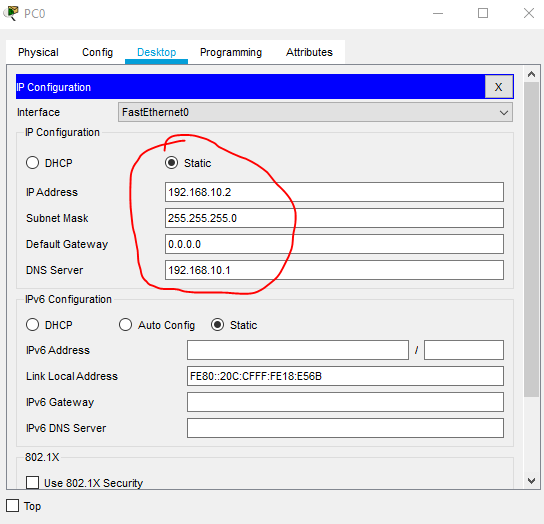 PC0
Physical Config Desktop Programming Attributes
IP Configuration X
Interface FastEthernet0
IP Configuration
DHCP Static
IP Address 192.168.10.2
Subnet Mask 255.255.255.0
Default Gateway 0.0.0.0
DNS Server 192.168.10.1
IPv6 Configuration
DHCP Auto Config Static
IPv6 Address /
Link Local Address FE80::20C:CFFF:FE18:E56B
IPv6 Gateway
IPv6 DNS Server
802.1X
Use 802.1X Security
Top